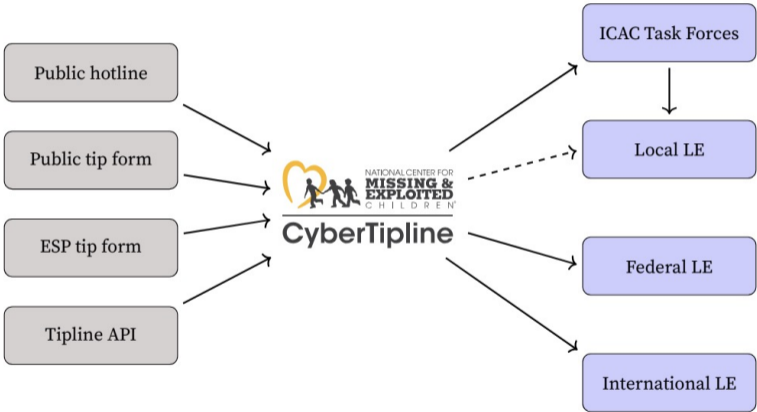 Public hotline
Public tip form
ESP tip form
Tipline API
NATIONAL CENTER FOR
MISSING &
EXPLOITED
CHILDREN
CyberTipline
ICAC Task Forces
Local LE
Federal LE
International LE